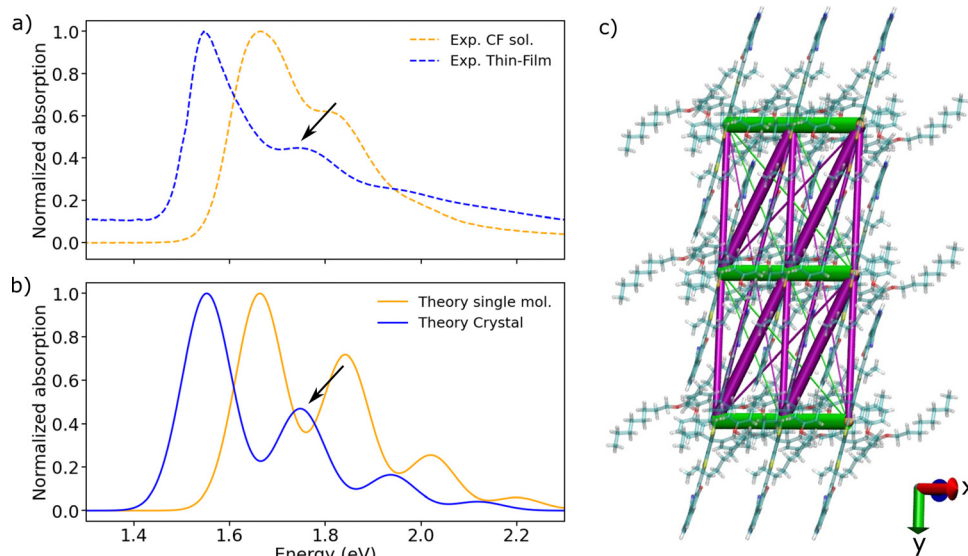 a)
Normalized absorption
1.0
0.8
0.6
0.4
0.2
0.0
Exp. CF sol.
Exp. Thin-Film
b)
Normalized absorption
1.0
0.8
0.6
0.4
0.2
0.0
Theory single mol.
Theory Crystal
1.4 1.6 1.8 2.0 2.2
Energy (eV)
c)
x
y